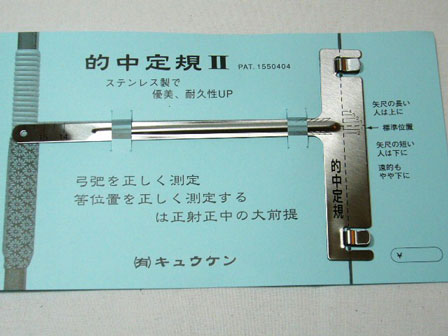 的中定規 II PAT. 1550404
ステンレス製で
優美、耐久性UP
矢尺の長い
人は上に
標準位置
矢尺の短い
人は下に
遠的も
やや下に
的中定規
弓弝を正しく測定
筈位置を正しく測定する
は正射正中の大前提
㈲キュウケン
¥